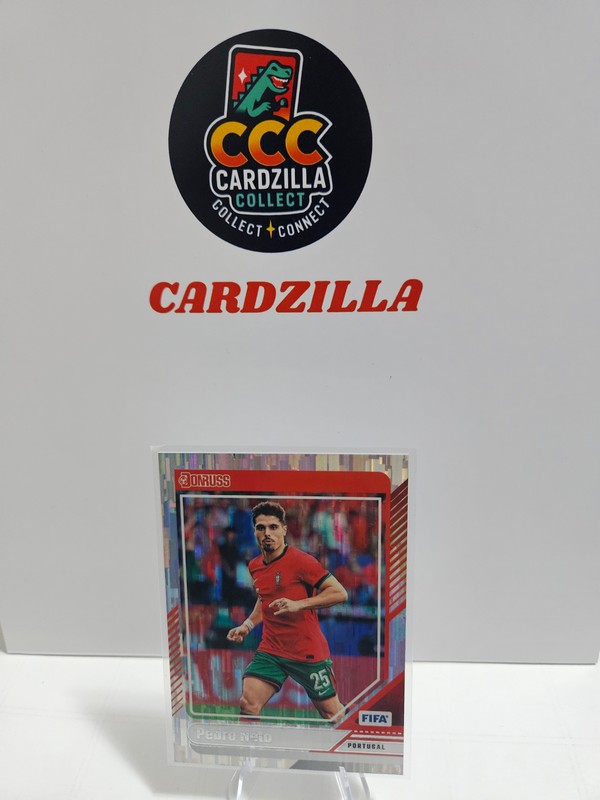 CCC
CARDZILLA
COLLECT
COLLECT CONNECT
CARDZILLA
DONRUSS
25
FIFA
Pedro Neto
PORTUGAL